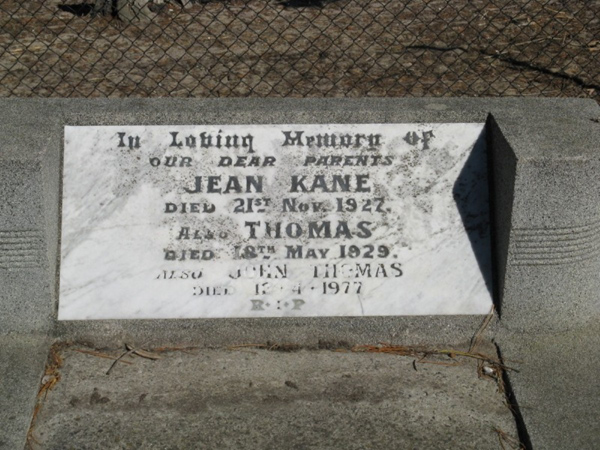 In Loving Memory Of
OUR DEAR PARENTS
JEAN KANE
DIED 21ST NOV. 1927.
ALSO THOMAS
DIED 18TH MAY 1929.
ALSO JOHN THOMAS
DIED 13·4·1977
R·I·P